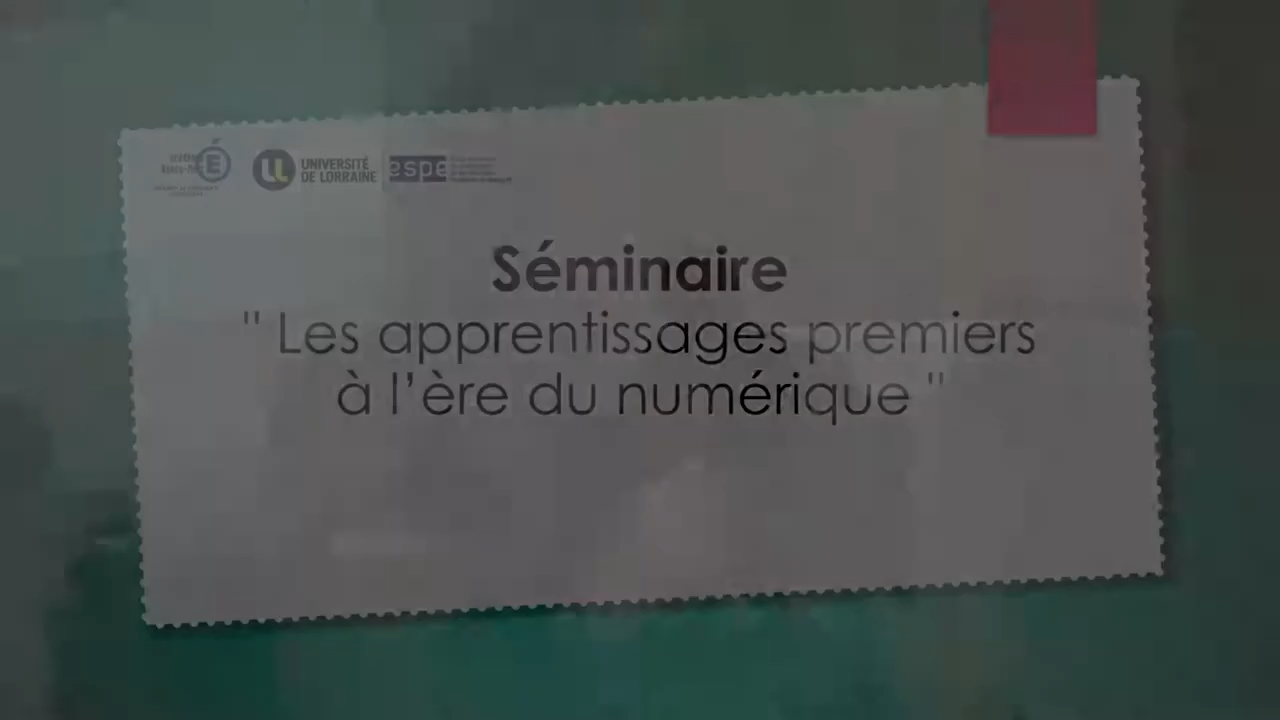 UNIVERSITÉ
DE LORRAINE
espe
Séminaire
" Les apprentissages premiers
à l’ère du numérique "